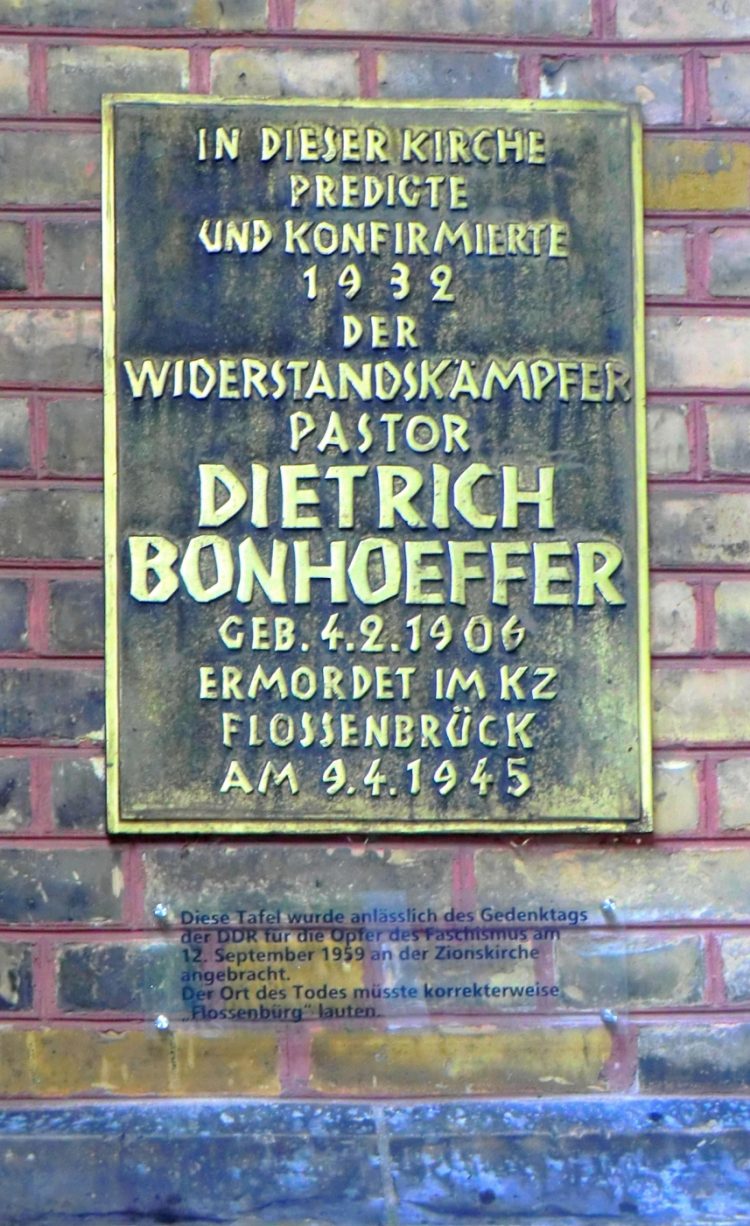 IN DIESER KIRCHE
PREDIGTE
UND KONFIRMIERTE
1932
DER
WIDERSTANDSKÄMPFER
PASTOR
DIETRICH
BONHOEFFER
GEB. 4.2.1906
ERMORDET IM KZ
FLOSSENBRÜCK
AM 9.4.1945
Diese Tafel wurde anlässlich des Gedenktags
der DDR für die Opfer des Faschismus am
12. September 1959 an der Zionskirche
angebracht.
Der Ort des Todes müsste korrekterweise
„Flossenbürg“ lauten.